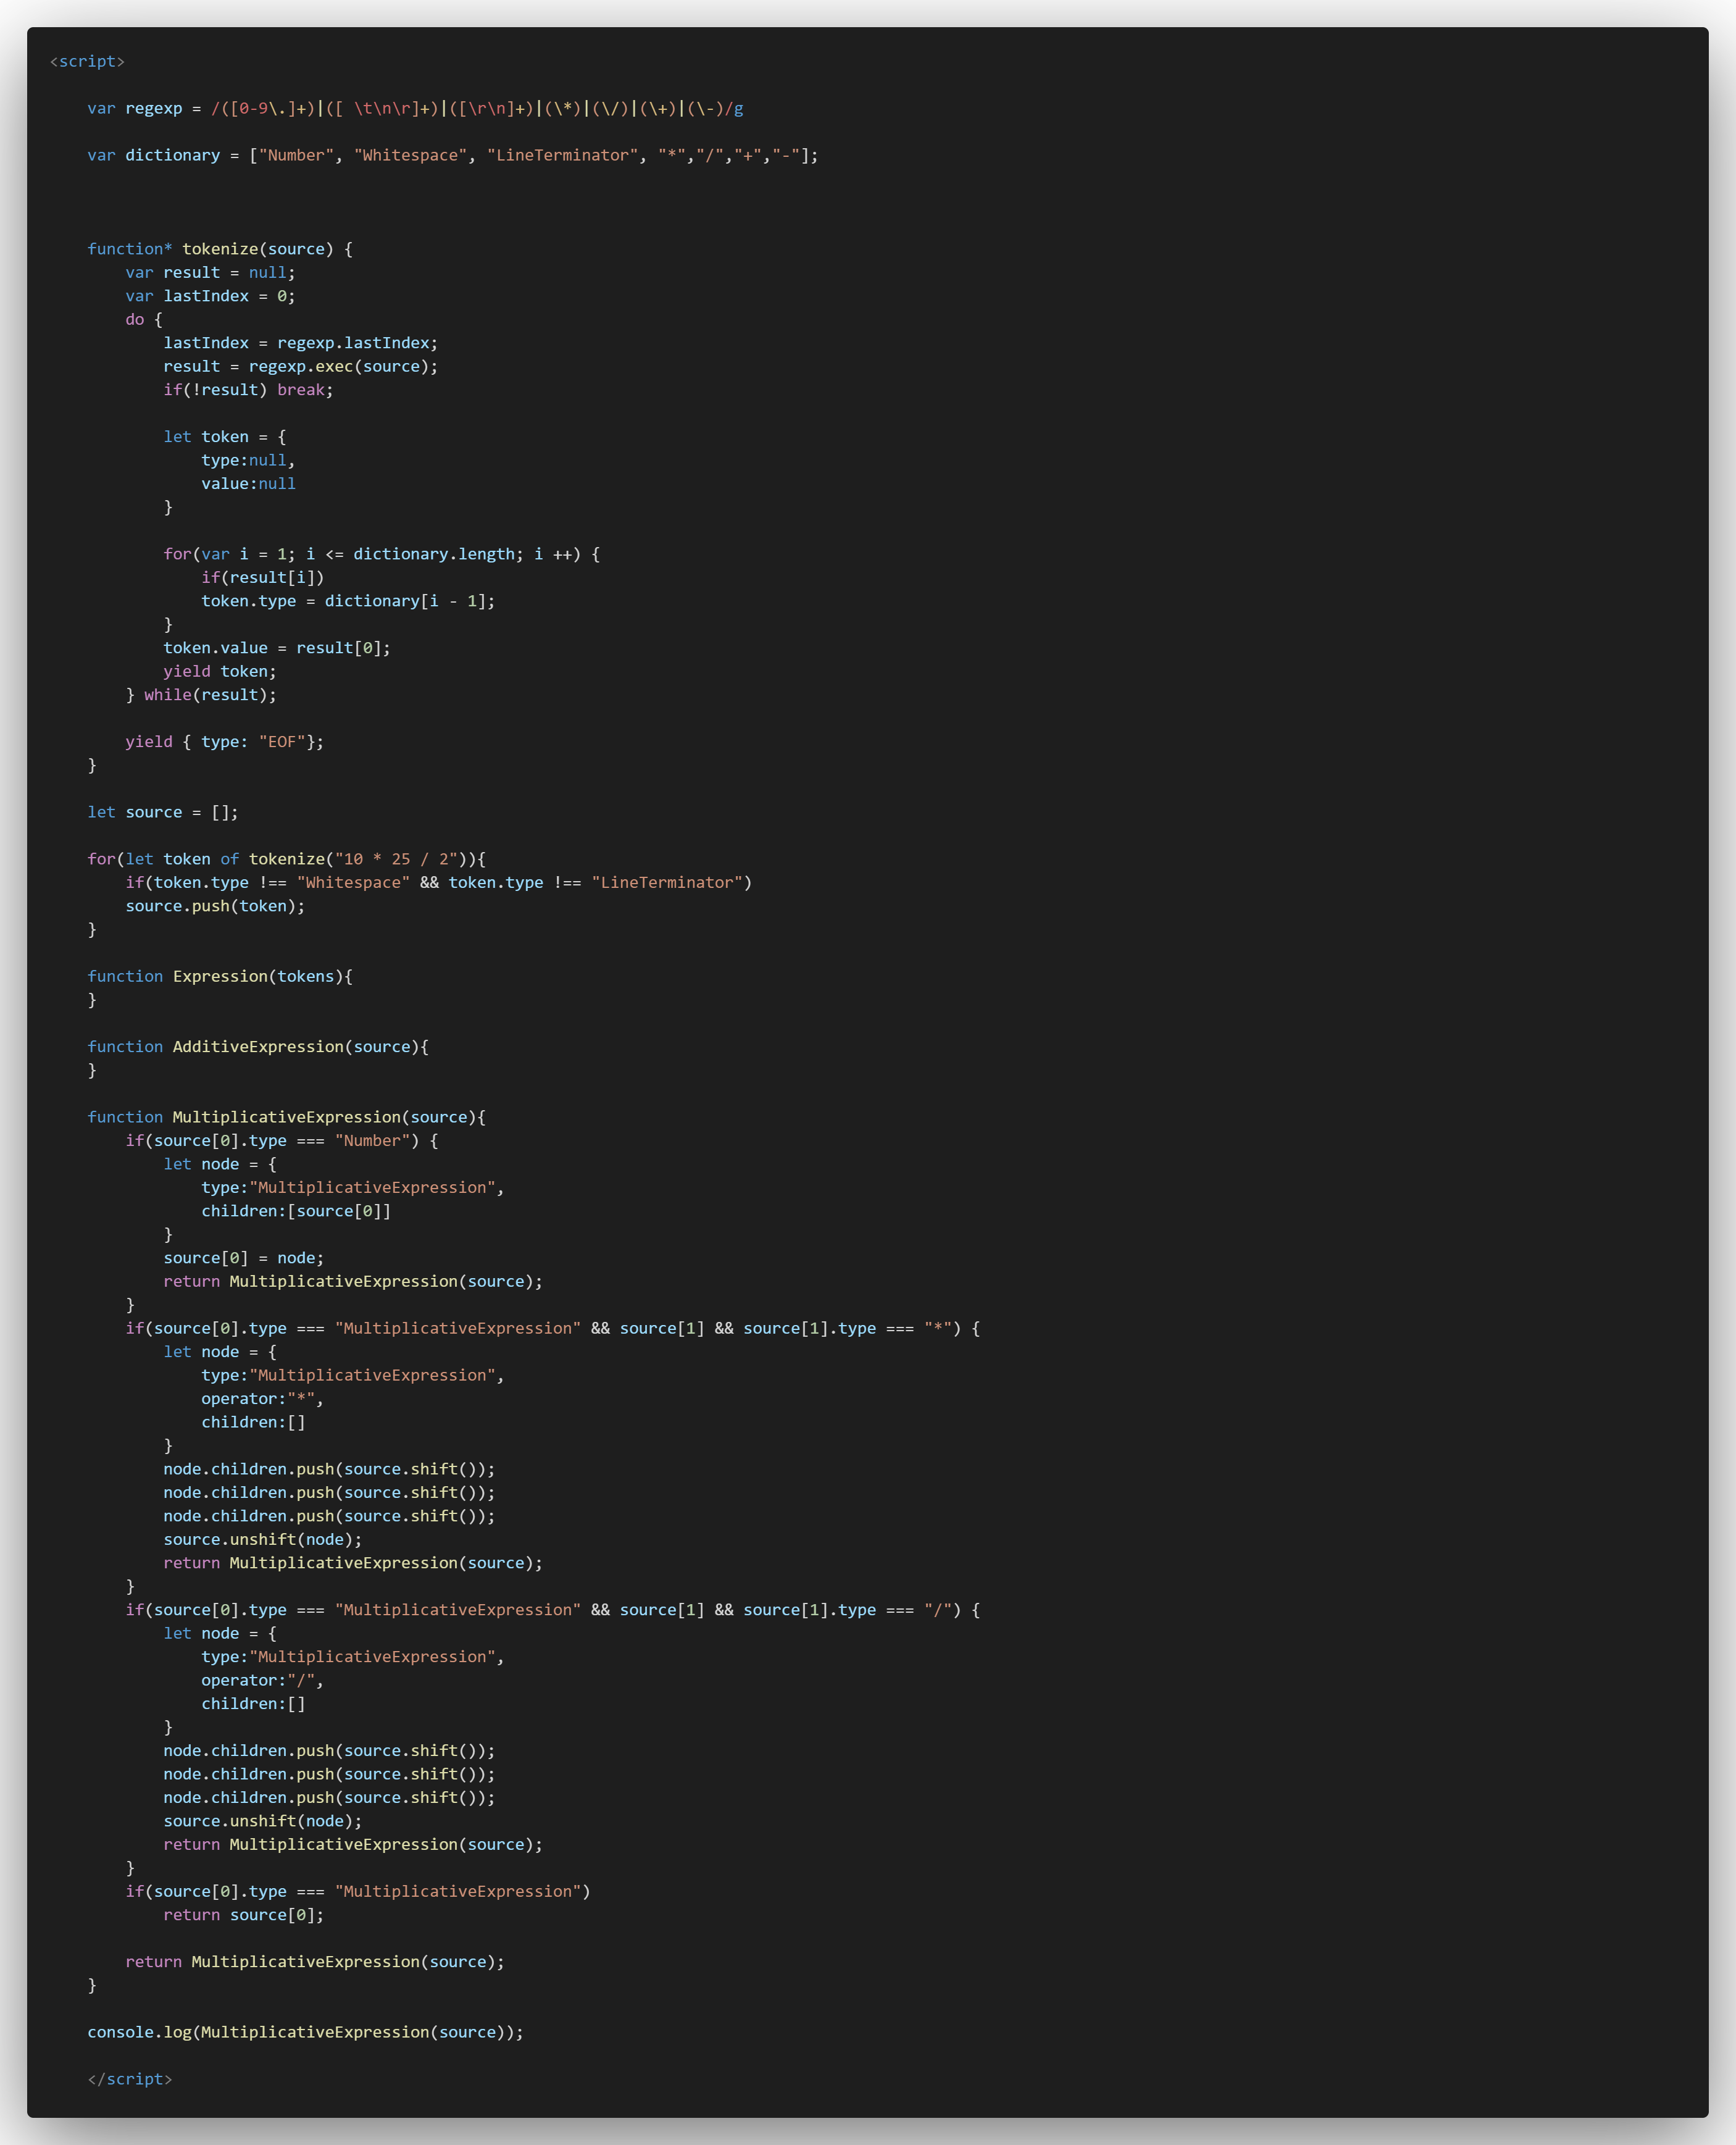 <script>
var regexp = /([0-9\.]+)|([ \t\n\r]+)|([\r\n]+)|(\*)|(\/)|(\+)|(\-)/g
var dictionary = ["Number", "Whitespace", "LineTerminator", "*","/","+","-"];
function* tokenize(source) {
var result = null;
var lastIndex = 0;
do {
lastIndex = regexp.lastIndex;
result = regexp.exec(source);
if(!result) break;
let token = {
type:null,
value:null
}
for(var i = 1; i <= dictionary.length; i ++) {
if(result[i])
token.type = dictionary[i - 1];
}
token.value = result[0];
yield token;
} while(result);
yield { type: "EOF"};
}
let source = [];
for(let token of tokenize("10 * 25 / 2")){
if(token.type !== "Whitespace" && token.type !== "LineTerminator")
source.push(token);
}
function Expression(tokens){
}
function AdditiveExpression(source){
}
function MultiplicativeExpression(source){
if(source[0].type === "Number") {
let node = {
type:"MultiplicativeExpression",
children:[source[0]]
}
source[0] = node;
return MultiplicativeExpression(source);
}
if(source[0].type === "MultiplicativeExpression" && source[1] && source[1].type === "*") {
let node = {
type:"MultiplicativeExpression",
operator:"*",
children:[]
}
node.children.push(source.shift());
node.children.push(source.shift());
node.children.push(source.shift());
source.unshift(node);
return MultiplicativeExpression(source);
}
if(source[0].type === "MultiplicativeExpression" && source[1] && source[1].type === "/") {
let node = {
type:"MultiplicativeExpression",
operator:"/",
children:[]
}
node.children.push(source.shift());
node.children.push(source.shift());
node.children.push(source.shift());
source.unshift(node);
return MultiplicativeExpression(source);
}
if(source[0].type === "MultiplicativeExpression")
return source[0];
return MultiplicativeExpression(source);
}
console.log(MultiplicativeExpression(source));
</script>